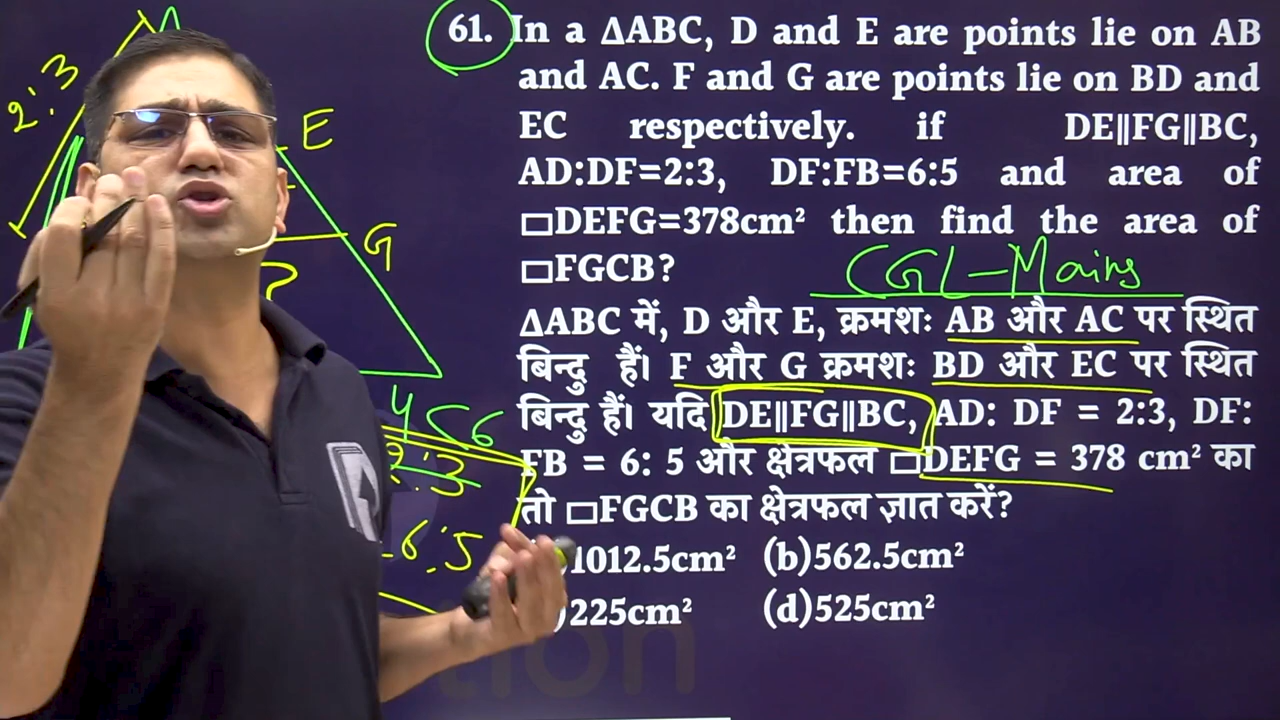 61. In a ΔABC, D and E are points lie on AB
and AC. F and G are points lie on BD and
EC respectively. if DE∥FG∥BC,
AD:DF=2:3, DF:FB=6:5 and area of
□DEFG=378cm² then find the area of
□FGCB?
CGL-Mains
ΔABC में, D और E, क्रमशः AB और AC पर स्थित
बिन्दु हैं। F और G क्रमशः BD और EC पर स्थित
बिन्दु हैं। यदि DE∥FG∥BC, AD: DF = 2:3, DF:
FB = 6: 5 और क्षेत्रफल □DEFG = 378 cm² का
तो □FGCB का क्षेत्रफल ज्ञात करें?
)1012.5cm² (b)562.5cm²
)225cm² (d)525cm²
2:3
E
G
?
4
C
6
2:3
6:5
tion